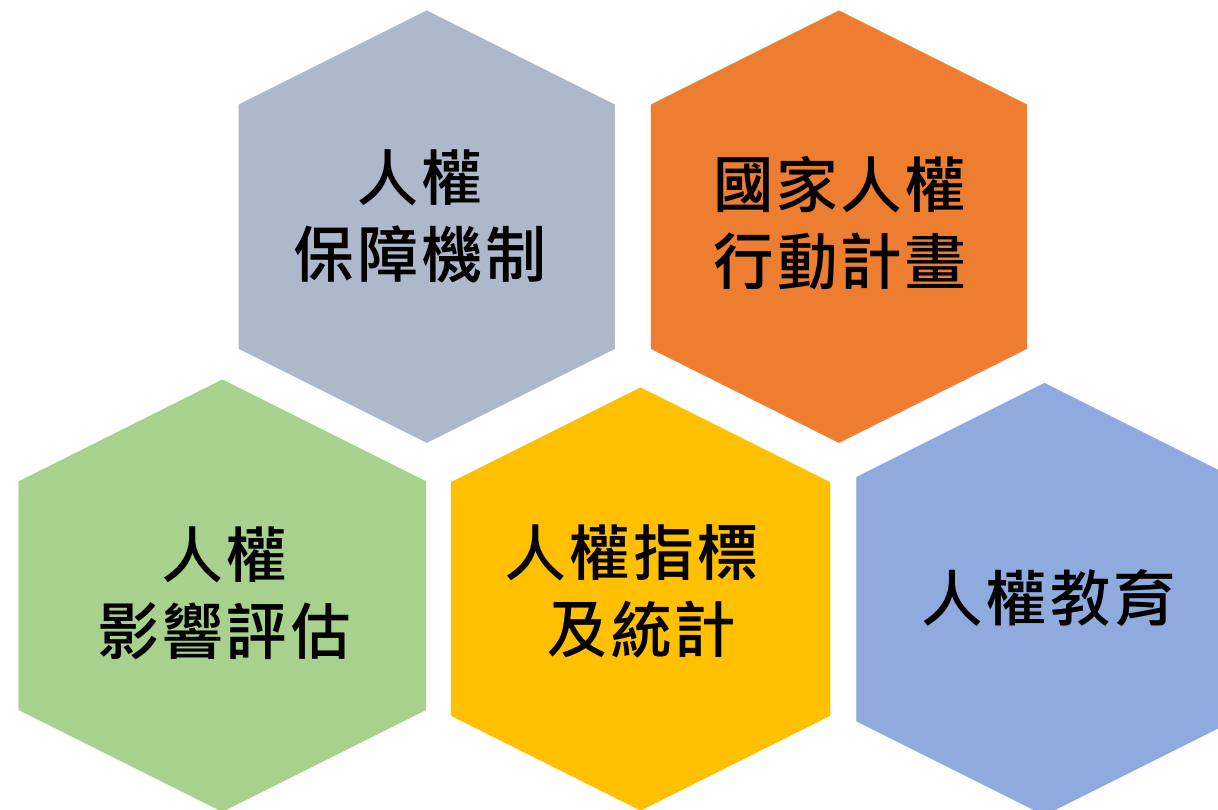 人權
保障機制
國家人權
行動計畫
人權
影響評估
人權指標
及統計
人權教育